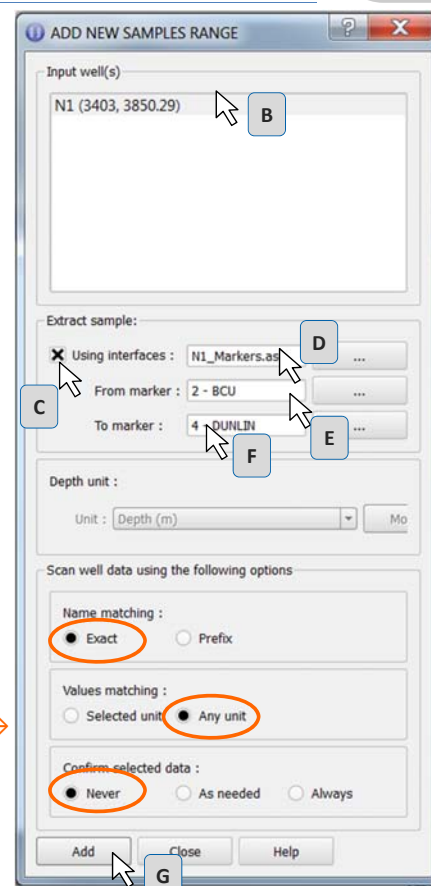 ADD NEW SAMPLES RANGE ? X
Input well(s)
N1 (3403, 3850.29)
B
Extract sample:
Using interfaces : N1_Markers.as ...
D
C
From marker : 2 - BCU ...
E
To marker : 4 - DUNLIN ...
F
Depth unit :
Unit : Depth (m) Mo
Scan well data using the following options
Name matching :
Exact Prefix
Values matching :
Selected unit Any unit
Confirm selected data :
Never As needed Always
Add Close Help
G